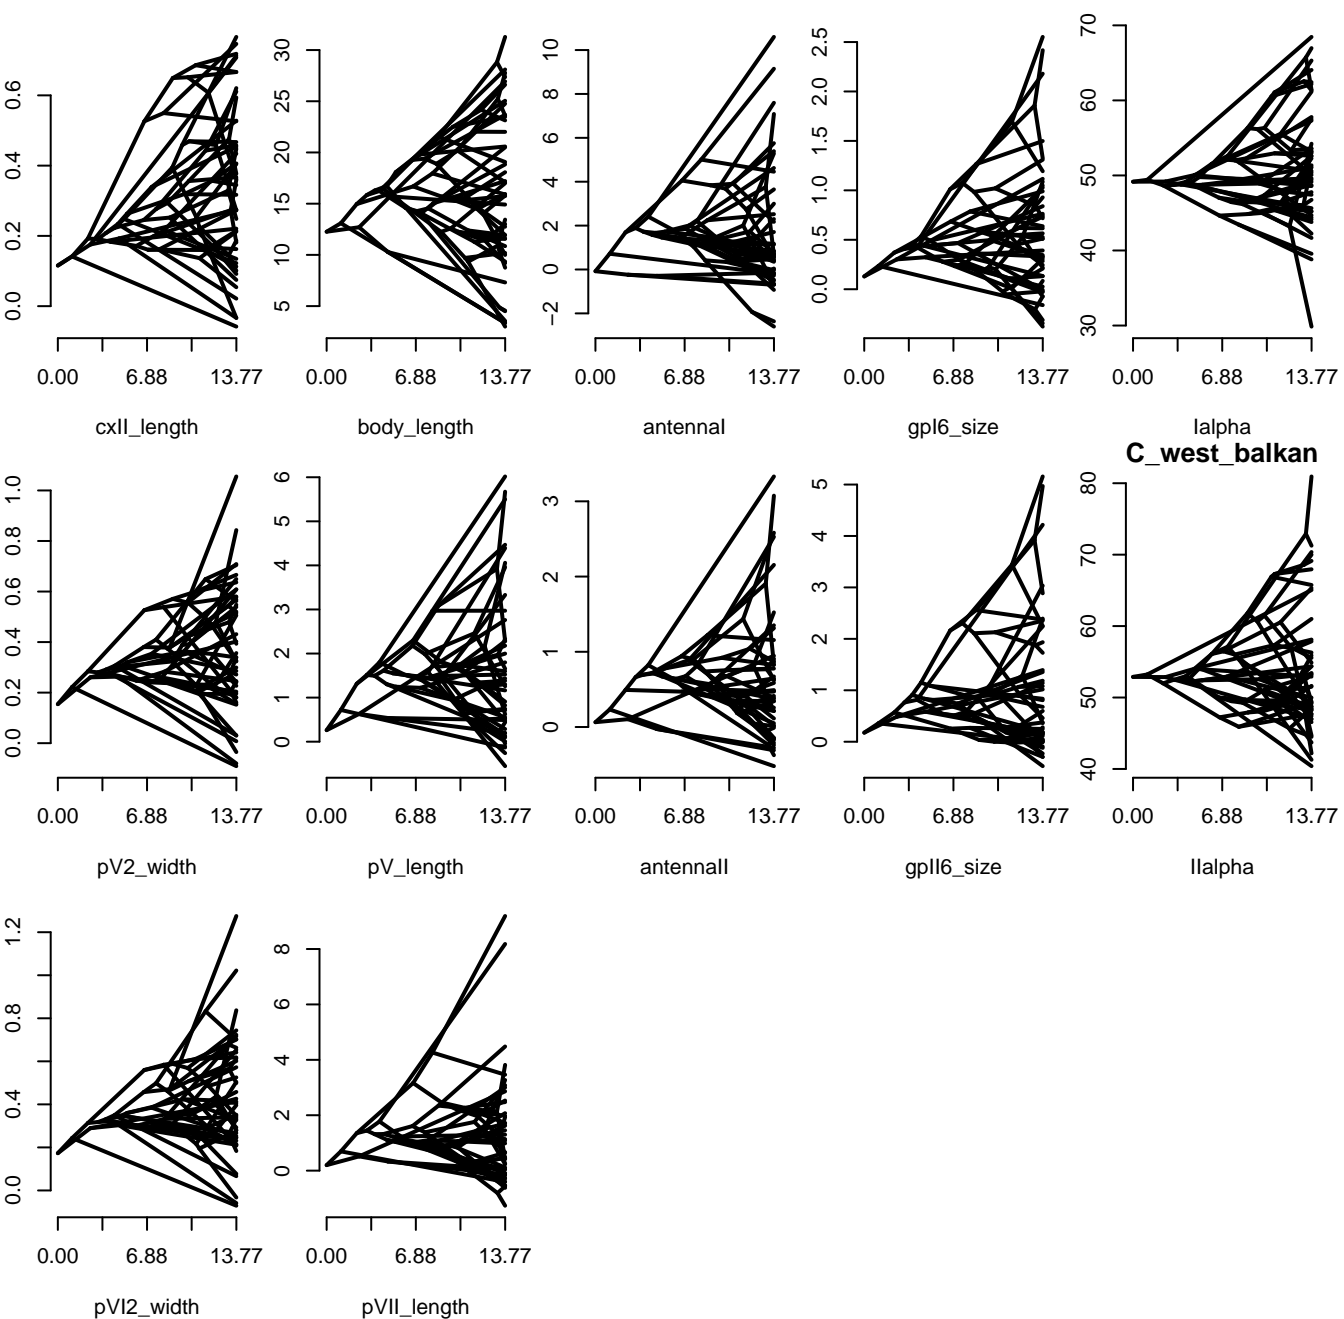 0.0 0.2 0.4 0.6
0.00 6.88 13.77
cxII_length
5 10 15 20 25 30
0.00 6.88 13.77
body_length
−2 0 2 4 6 8 10
0.00 6.88 13.77
antennaI
0.0 0.5 1.0 1.5 2.0 2.5
0.00 6.88 13.77
gpI6_size
30 40 50 60 70
0.00 6.88 13.77
Ialpha
C_west_balkan
0.0 0.2 0.4 0.6 0.8 1.0
0.00 6.88 13.77
pV2_width
0 1 2 3 4 5 6
0.00 6.88 13.77
pV_length
0 1 2 3
0.00 6.88 13.77
antennaII
0 1 2 3 4 5
0.00 6.88 13.77
gpII6_size
40 50 60 70 80
0.00 6.88 13.77
IIalpha
0.0 0.4 0.8 1.2
0.00 6.88 13.77
pVI2_width
0 2 4 6 8
0.00 6.88 13.77
pVII_length